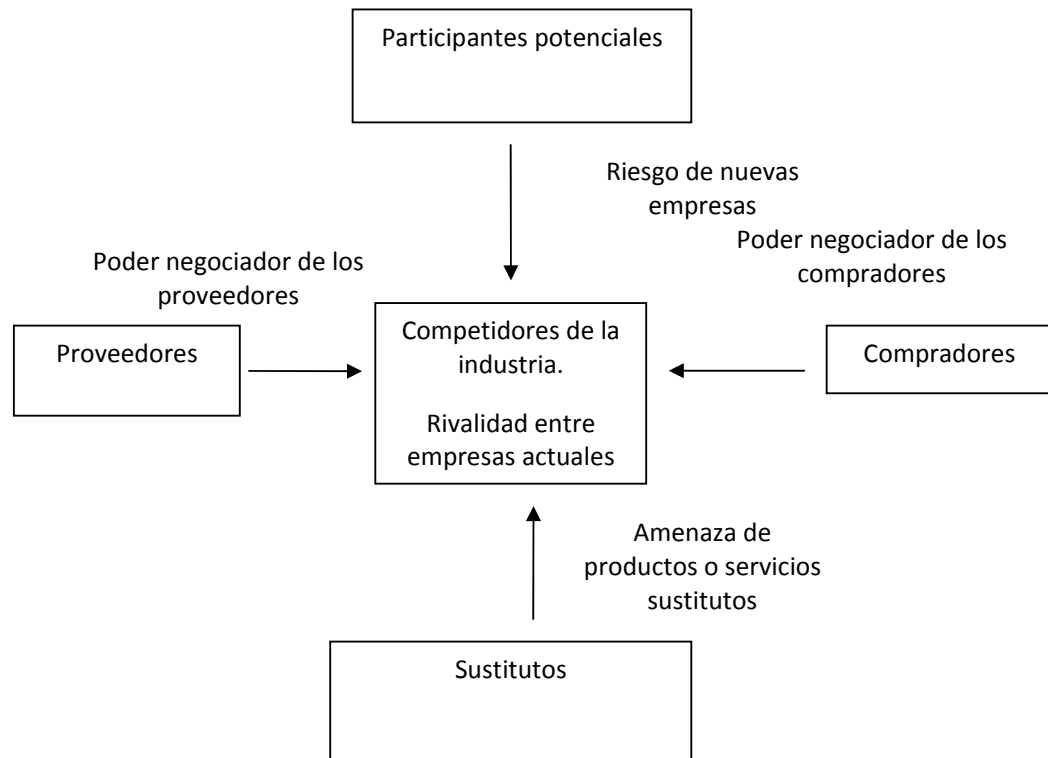 Participantes potenciales
Riesgo de nuevas
empresas
Poder negociador de los
compradores
Poder negociador de los
proveedores
Proveedores
Competidores de la
industria.
Rivalidad entre
empresas actuales
Compradores
Amenaza de
productos o servicios
sustitutos
Sustitutos